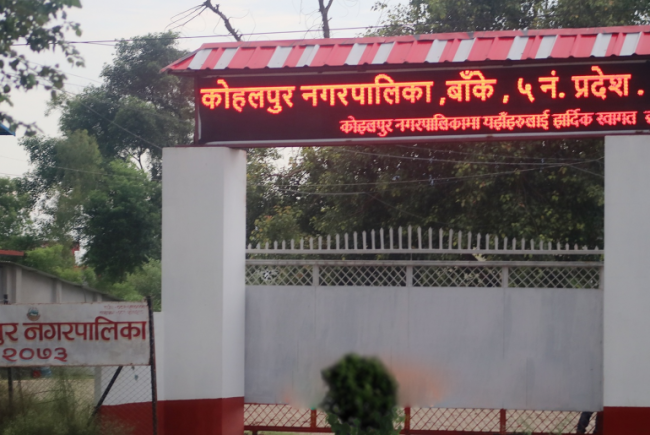 कोहलपुर नगरपालिका ,बाँके , ५ नं. प्रदेश .
कोहलपुर नगरपालिकामा यहाँहरुलाई हार्दिक स्वागत
पुर नगरपालिका
२०७३